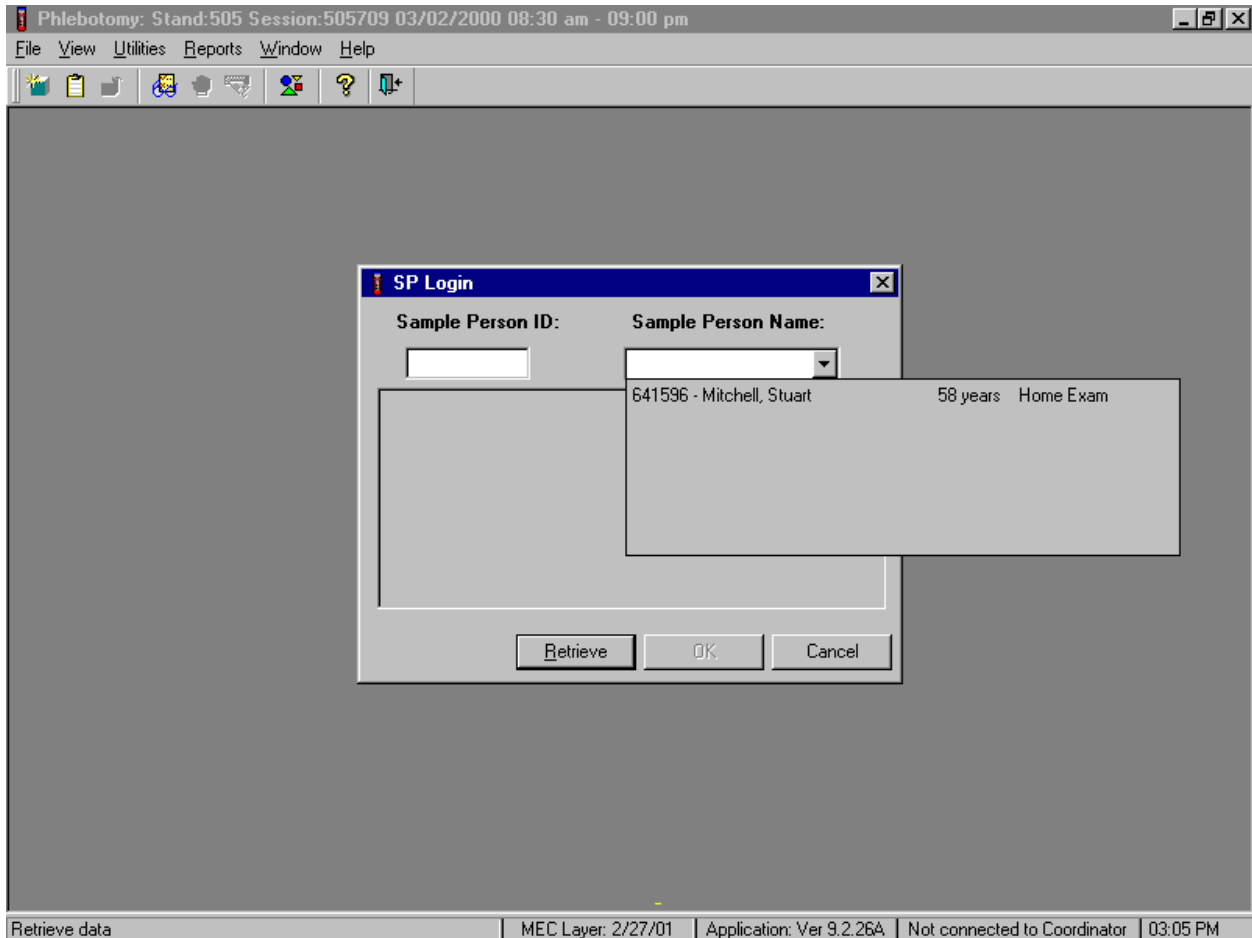 Phlebotomy: Stand:505 Session:505709 03/02/2000 08:30 am - 09:00 pm
File View Utilities Reports Window Help
SP Login
Sample Person ID: Sample Person Name:
641596 - Mitchell, Stuart 58 years Home Exam
Retrieve OK Cancel
Retrieve data MEC Layer: 2/27/01 Application: Ver 9.2.26A Not connected to Coordinator 03:05 PM